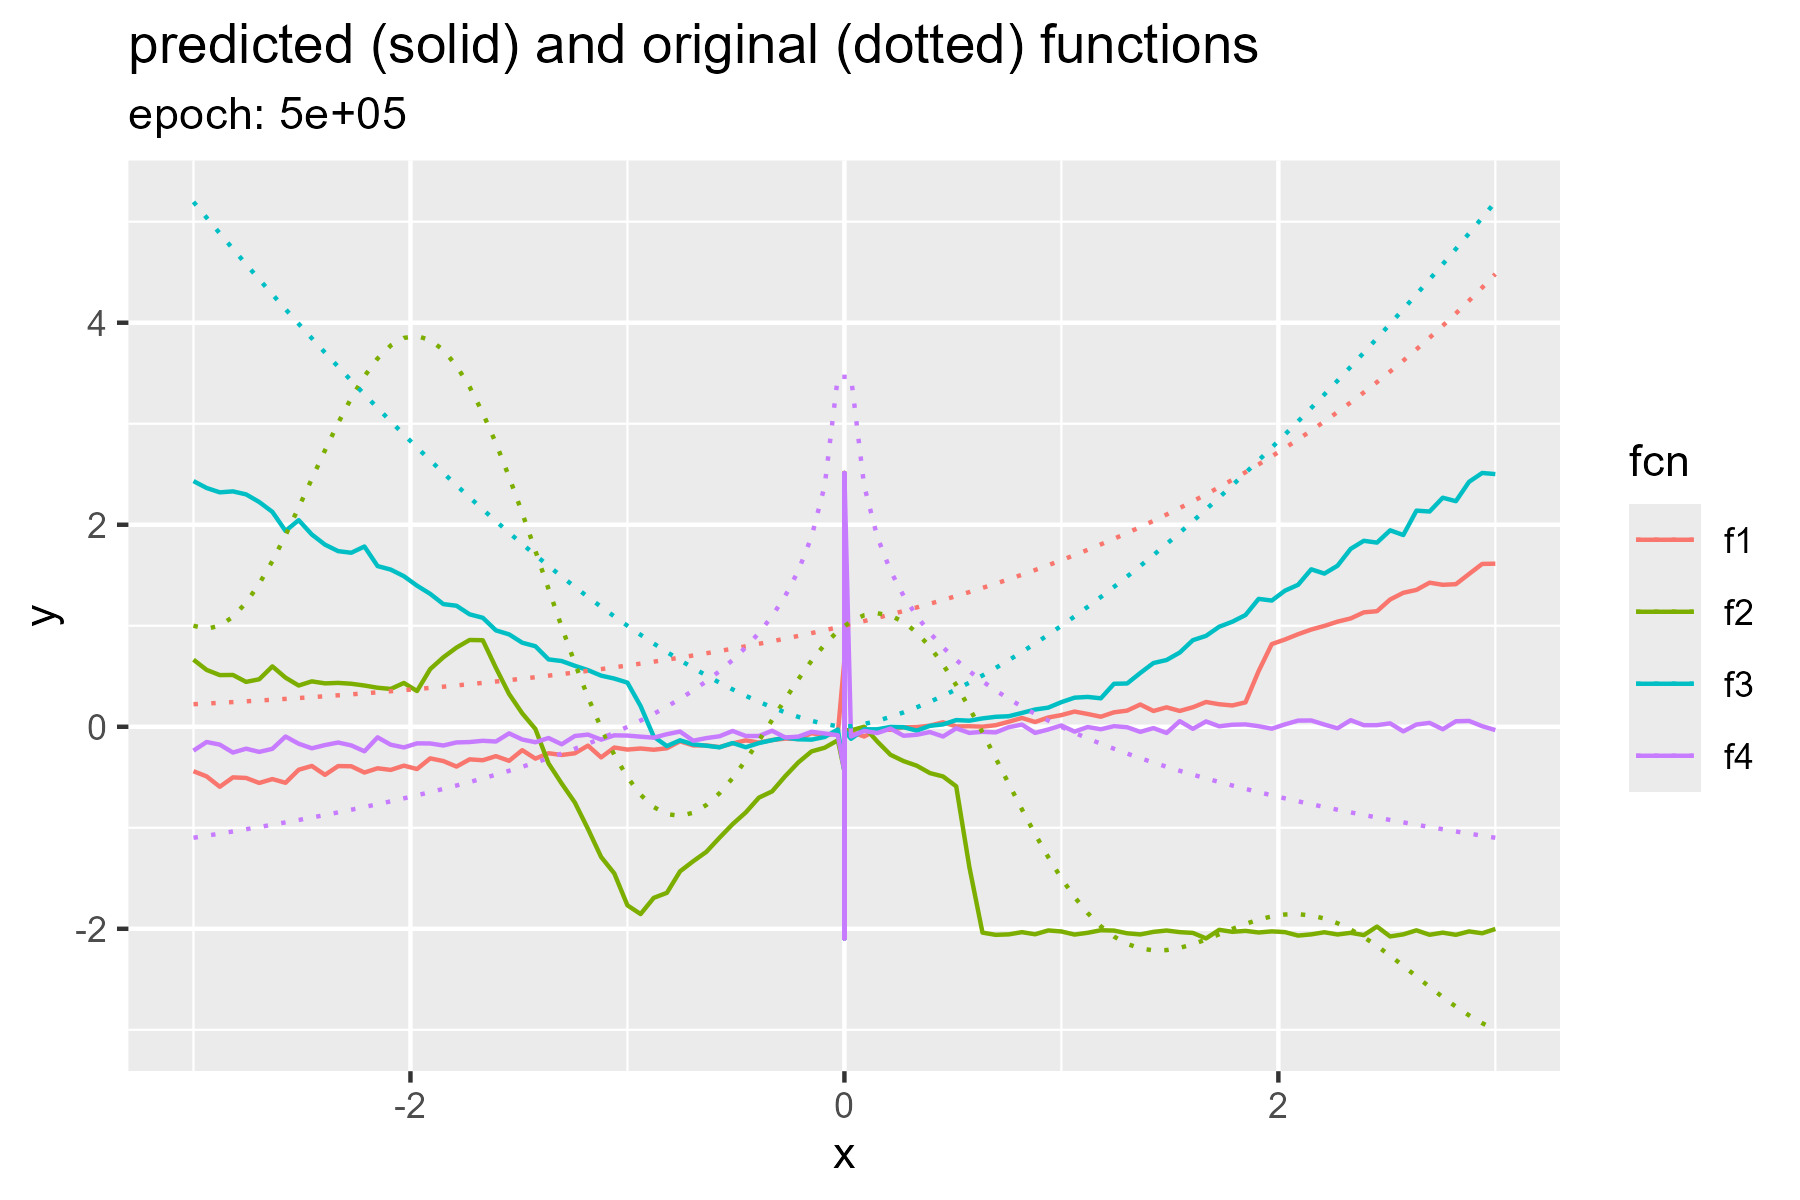 predicted (solid) and original (dotted) functions
epoch: 5e+05
4
2
0
-2
y
-2
0
2
x
fcn
f1
f2
f3
f4